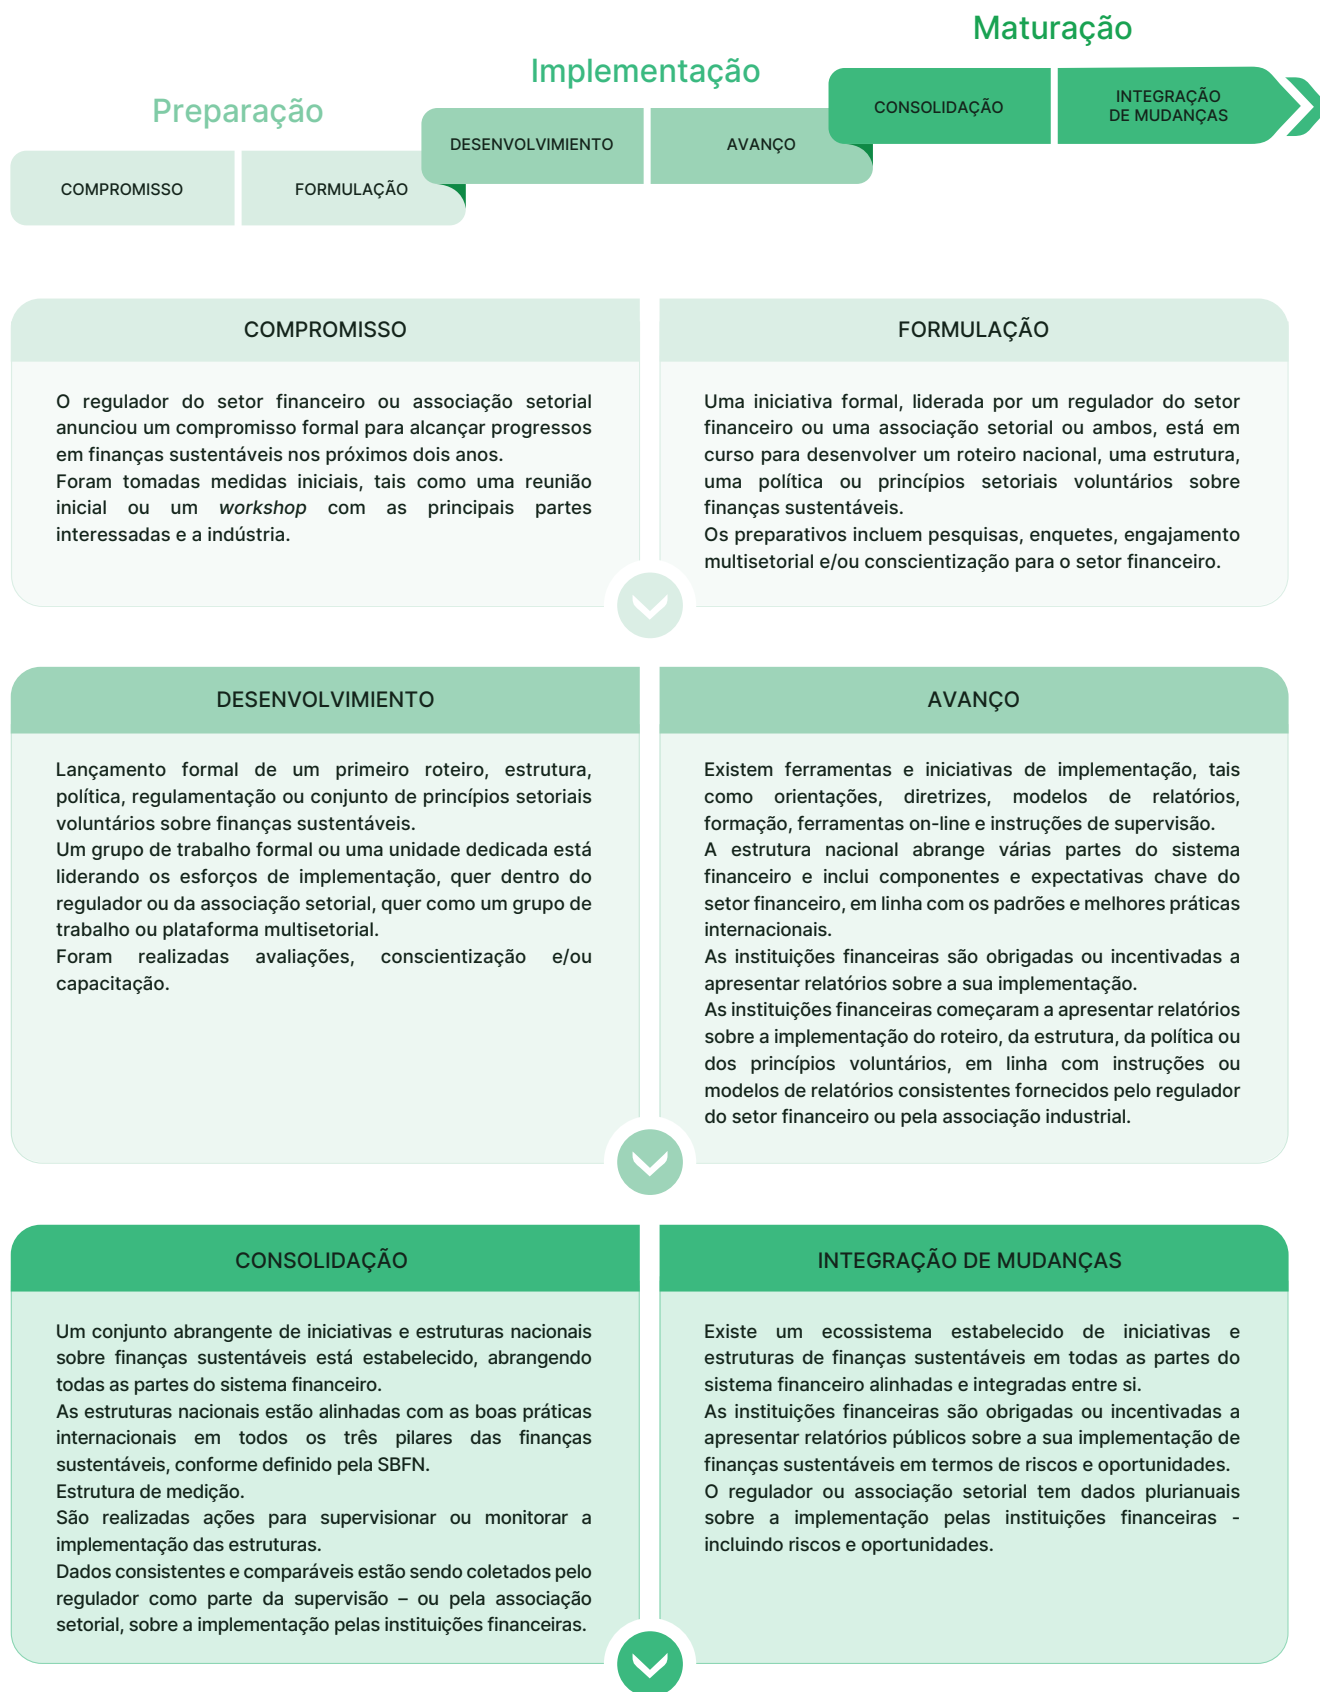 Maturação
Implementação
Preparação
CONSOLIDAÇÃO
INTEGRAÇÃO
DE MUDANÇAS
DESENVOLVIMIENTO
AVANÇO
COMPROMISSO
FORMULAÇÃO
COMPROMISSO
O regulador do setor financeiro ou associação setorial
anunciou um compromisso formal para alcançar progressos
em finanças sustentáveis nos próximos dois anos.
Foram tomadas medidas iniciais, tais como uma reunião
inicial ou um workshop com as principais partes
interessadas e a indústria.
FORMULAÇÃO
Uma iniciativa formal, liderada por um regulador do setor
financeiro ou uma associação setorial ou ambos, está em
curso para desenvolver um roteiro nacional, uma estrutura,
uma política ou princípios setoriais voluntários sobre
finanças sustentáveis.
Os preparativos incluem pesquisas, enquetes, engajamento
multisetorial e/ou conscientização para o setor financeiro.
DESENVOLVIMIENTO
Lançamento formal de um primeiro roteiro, estrutura,
política, regulamentação ou conjunto de princípios setoriais
voluntários sobre finanças sustentáveis.
Um grupo de trabalho formal ou uma unidade dedicada está
liderando os esforços de implementação, quer dentro do
regulador ou da associação setorial, quer como um grupo de
trabalho ou plataforma multisetorial.
Foram realizadas avaliações, conscientização e/ou
capacitação.
AVANÇO
Existem ferramentas e iniciativas de implementação, tais
como orientações, diretrizes, modelos de relatórios,
formação, ferramentas on-line e instruções de supervisão.
A estrutura nacional abrange várias partes do sistema
financeiro e inclui componentes e expectativas chave do
setor financeiro, em linha com os padrões e melhores práticas
internacionais.
As instituições financeiras são obrigadas ou incentivadas a
apresentar relatórios sobre a sua implementação.
As instituições financeiras começaram a apresentar relatórios
sobre a implementação do roteiro, da estrutura, da política ou
dos princípios voluntários, em linha com instruções ou
modelos de relatórios consistentes fornecidos pelo regulador
do setor financeiro ou pela associação industrial.
CONSOLIDAÇÃO
Um conjunto abrangente de iniciativas e estruturas nacionais
sobre finanças sustentáveis está estabelecido, abrangendo
todas as partes do sistema financeiro.
As estruturas nacionais estão alinhadas com as boas práticas
internacionais em todos os três pilares das finanças
sustentáveis, conforme definido pela SBFN.
Estrutura de medição.
São realizadas ações para supervisionar ou monitorar a
implementação das estruturas.
Dados consistentes e comparáveis estão sendo coletados pelo
regulador como parte da supervisão – ou pela associação
setorial, sobre a implementação pelas instituições financeiras.
INTEGRAÇÃO DE MUDANÇAS
Existe um ecossistema estabelecido de iniciativas e
estruturas de finanças sustentáveis em todas as partes do
sistema financeiro alinhadas e integradas entre si.
As instituições financeiras são obrigadas ou incentivadas a
apresentar relatórios públicos sobre a sua implementação de
finanças sustentáveis em termos de riscos e oportunidades.
O regulador ou associação setorial tem dados plurianuais
sobre a implementação pelas instituições financeiras -
incluindo riscos e oportunidades.